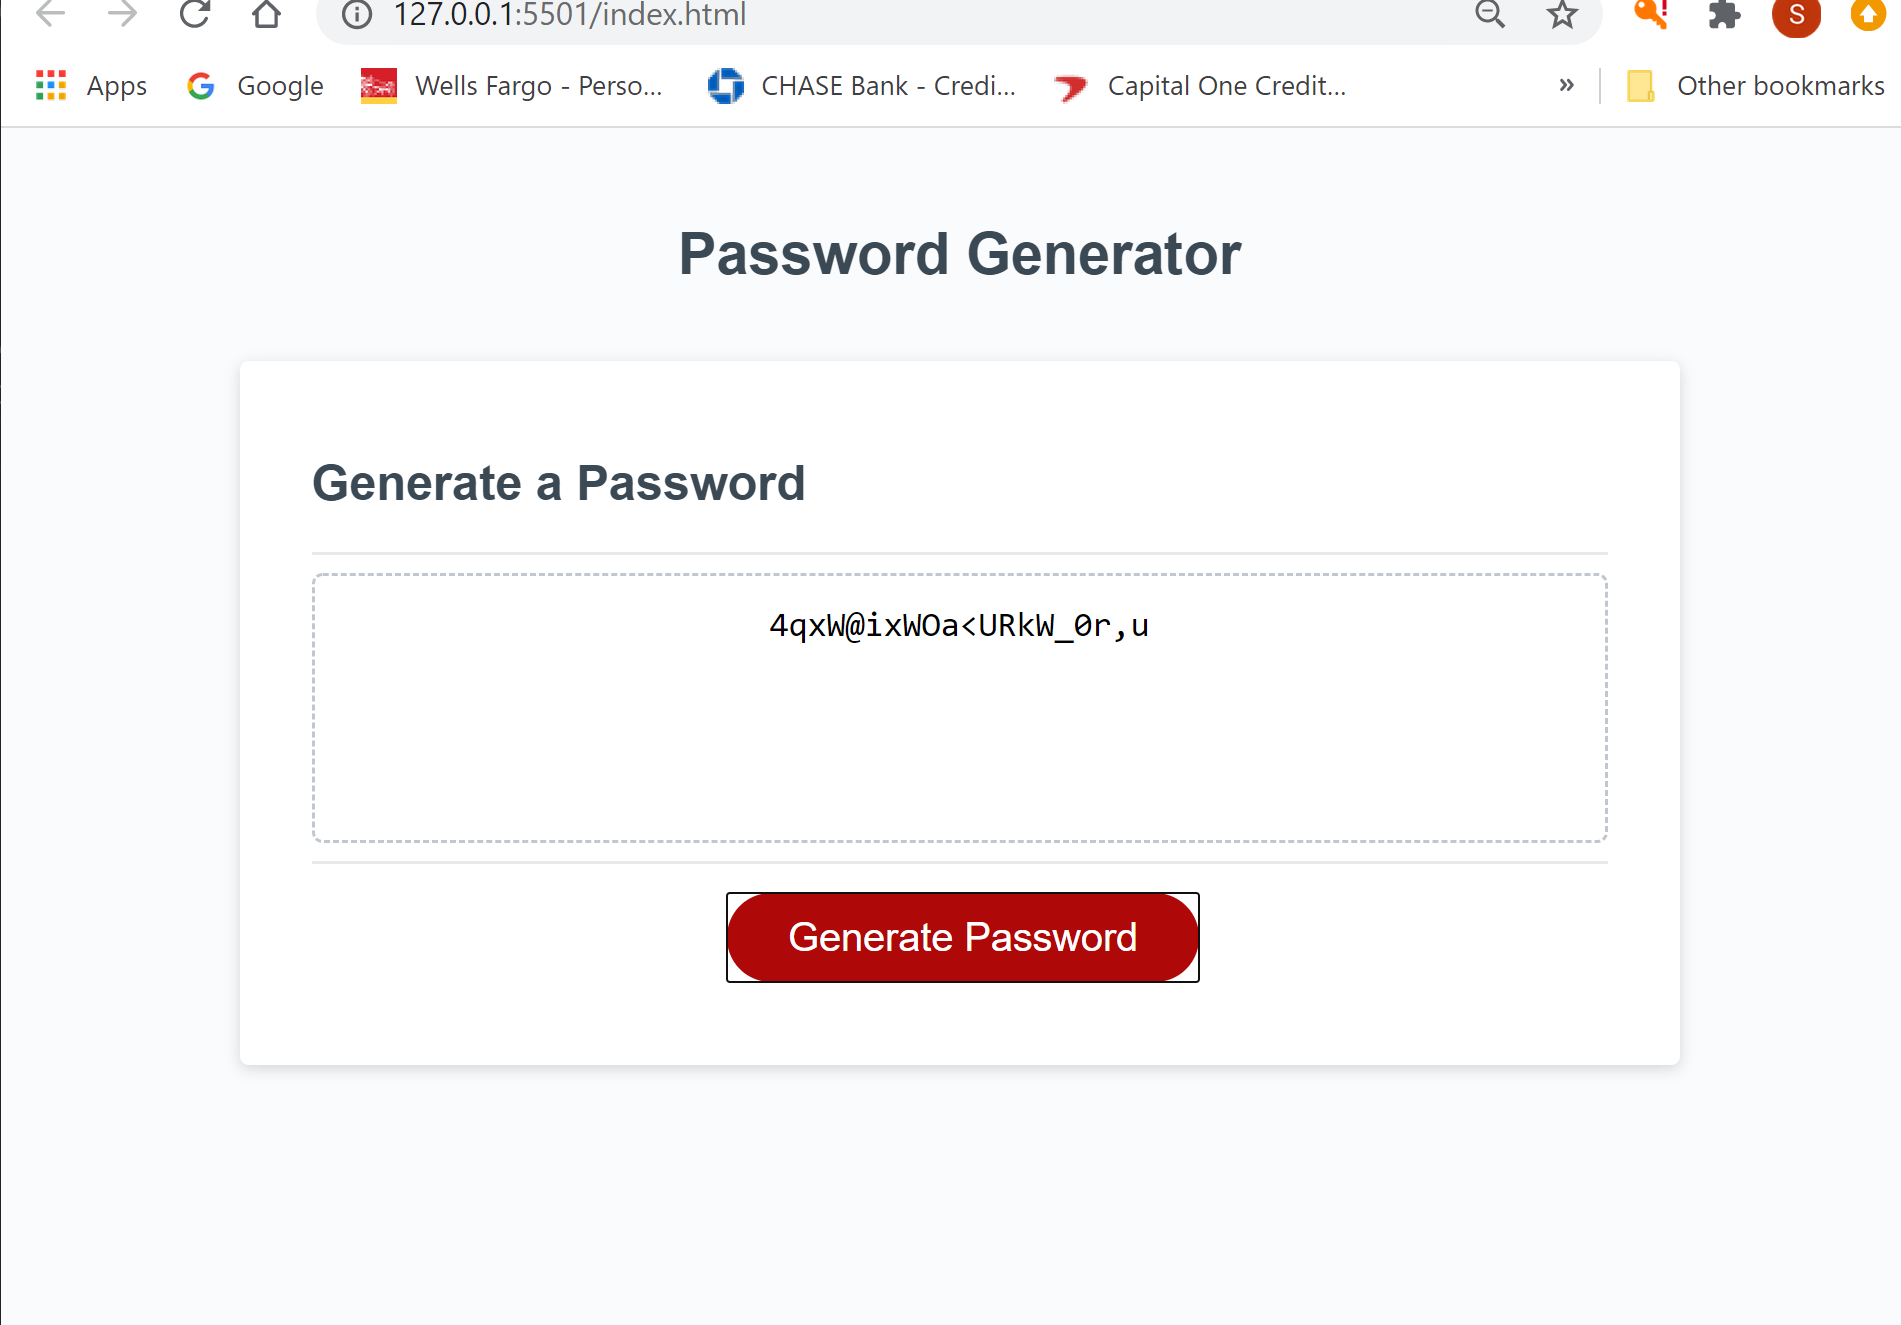 127.0.0.1:5501/index.html
S
Apps
Google
Wells Fargo - Perso...
CHASE Bank - Credi...
Capital One Credit...
»
Other bookmarks
Password Generator
Generate a Password
4qxW@ixWOa<URkW_0r,u
Generate Password